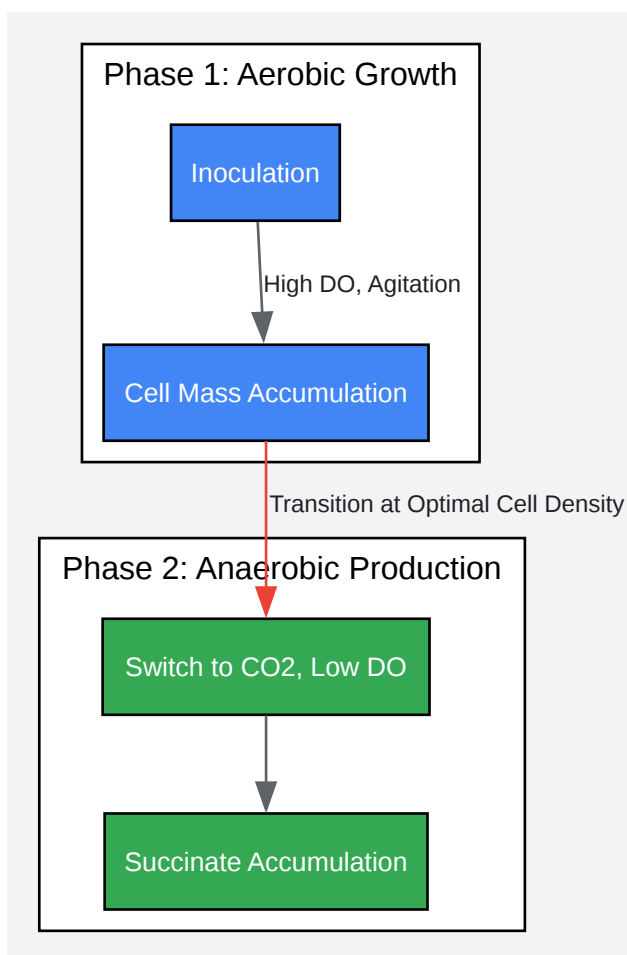 Phase 1: Aerobic Growth
Inoculation
High DO, Agitation
Cell Mass Accumulation
Transition at Optimal Cell Density
Phase 2: Anaerobic Production
Switch to CO2, Low DO
Succinate Accumulation